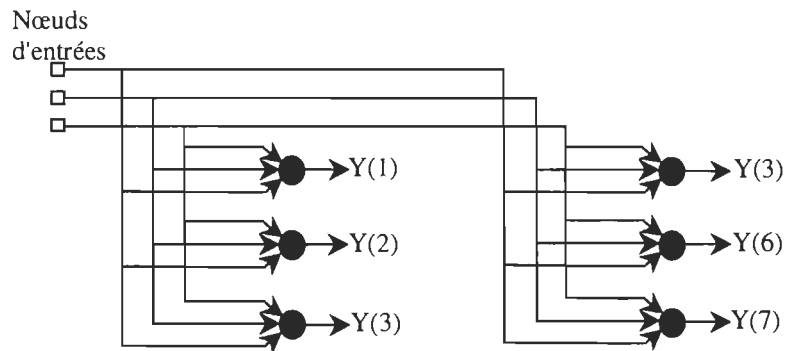 Nœuds
d'entrées
Y(1)
Y(3)
Y(2)
Y(6)
Y(3)
Y(7)